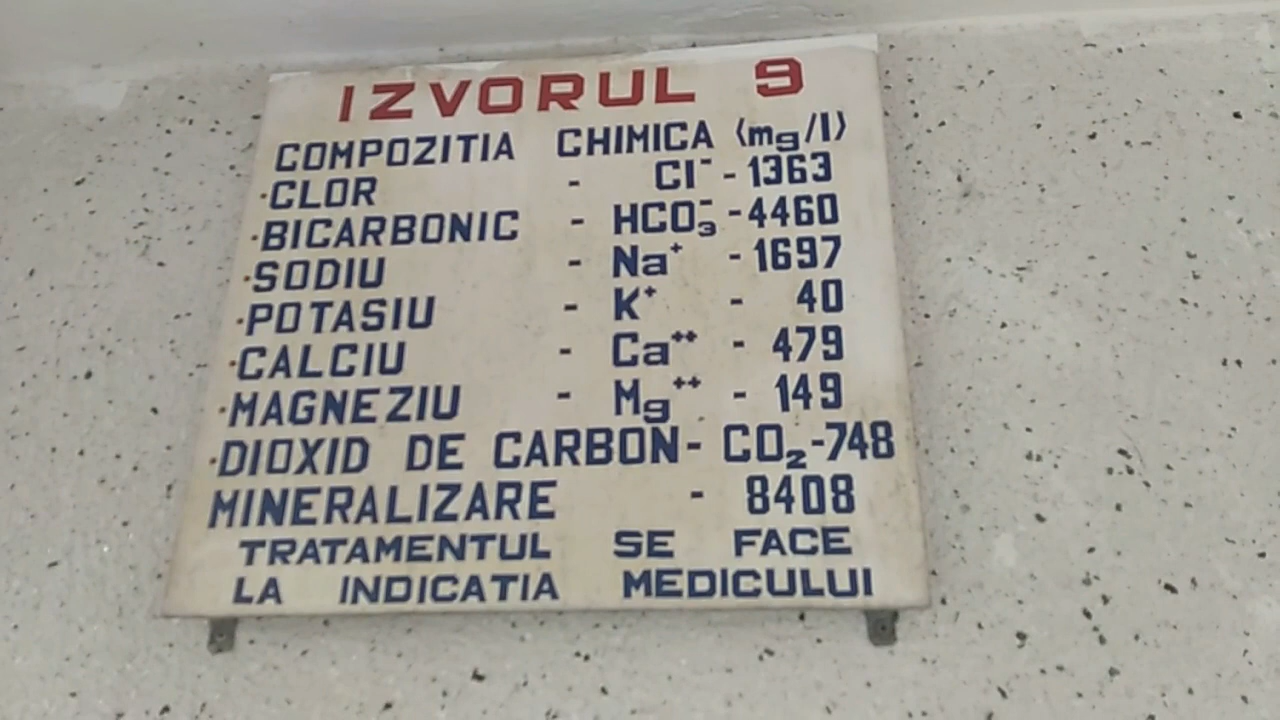 IZVORUL 9
COMPOZITIA CHIMICA (mg/l)
·CLOR - Cl⁻ - 1363
·BICARBONIC - HCO₃⁻ - 4460
·SODIU - Na⁺ - 1697
·POTASIU - K⁺ - 40
·CALCIU - Ca⁺⁺ - 479
·MAGNEZIU - Mg⁺⁺ - 149
·DIOXID DE CARBON - CO₂ - 748
MINERALIZARE - 8408
TRATAMENTUL SE FACE
LA INDICATIA MEDICULUI